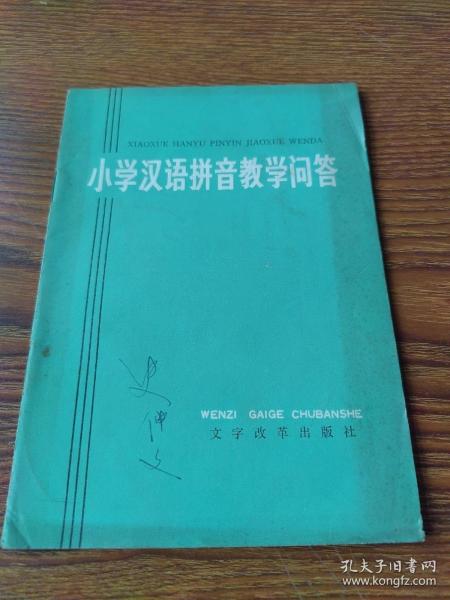 XIAOXUE HANYU PINYIN JIAOXUE WENDA
小学汉语拼音教学问答
史
WENZI GAIGE CHUBANSHE
文字改革出版社
孔夫子旧书网
www.kongfz.com